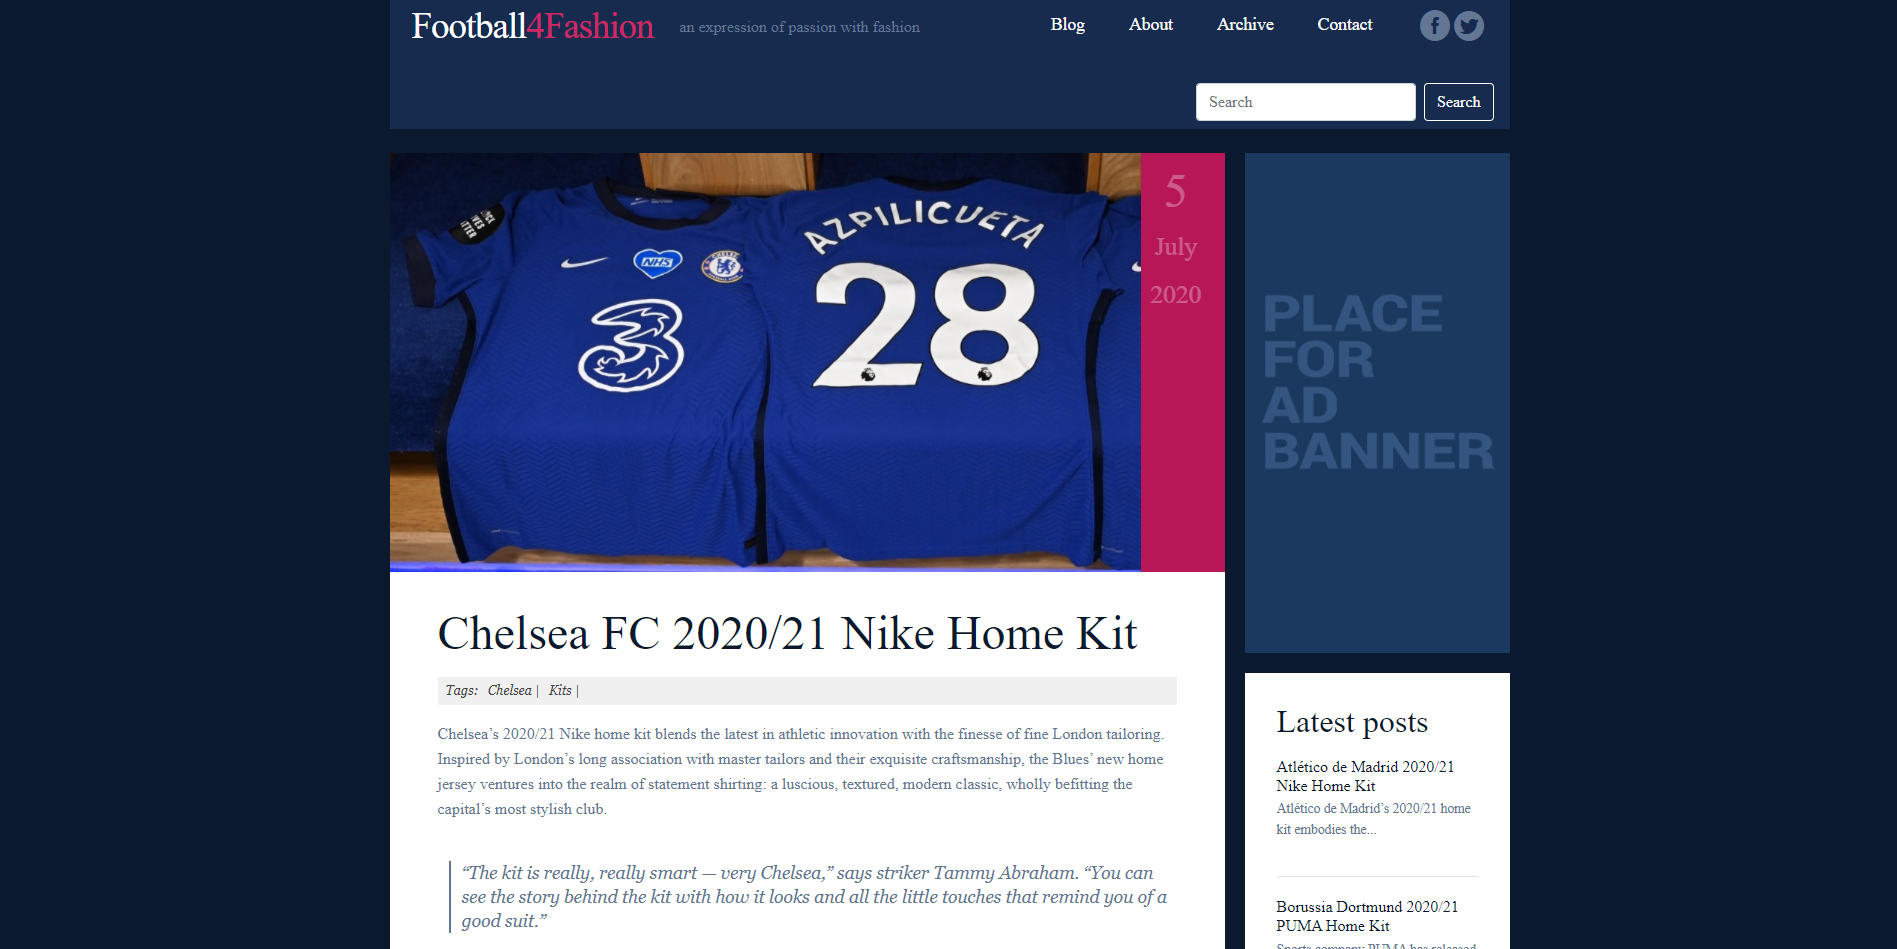 Football4Fashion
an expression of passion with fashion
Blog
About
Archive
Contact
Search
Search
5
July
2020
NHS
AZPILICUETA
28
3
PLACE
FOR
AD
BANNER
Chelsea FC 2020/21 Nike Home Kit
Tags: Chelsea | Kits |
Chelsea’s 2020/21 Nike home kit blends the latest in athletic innovation with the finesse of fine London tailoring.
Inspired by London’s long association with master tailors and their exquisite craftsmanship, the Blues’ new home
jersey ventures into the realm of statement shirting: a luscious, textured, modern classic, wholly befitting the
capital’s most stylish club.
“The kit is really, really smart — very Chelsea,” says striker Tammy Abraham. “You can
see the story behind the kit with how it looks and all the little touches that remind you of a
good suit.”
Latest posts
Atlético de Madrid 2020/21
Nike Home Kit
Atlético de Madrid’s 2020/21 home
kit embodies the...
Borussia Dortmund 2020/21
PUMA Home Kit
Sports company PUMA has released